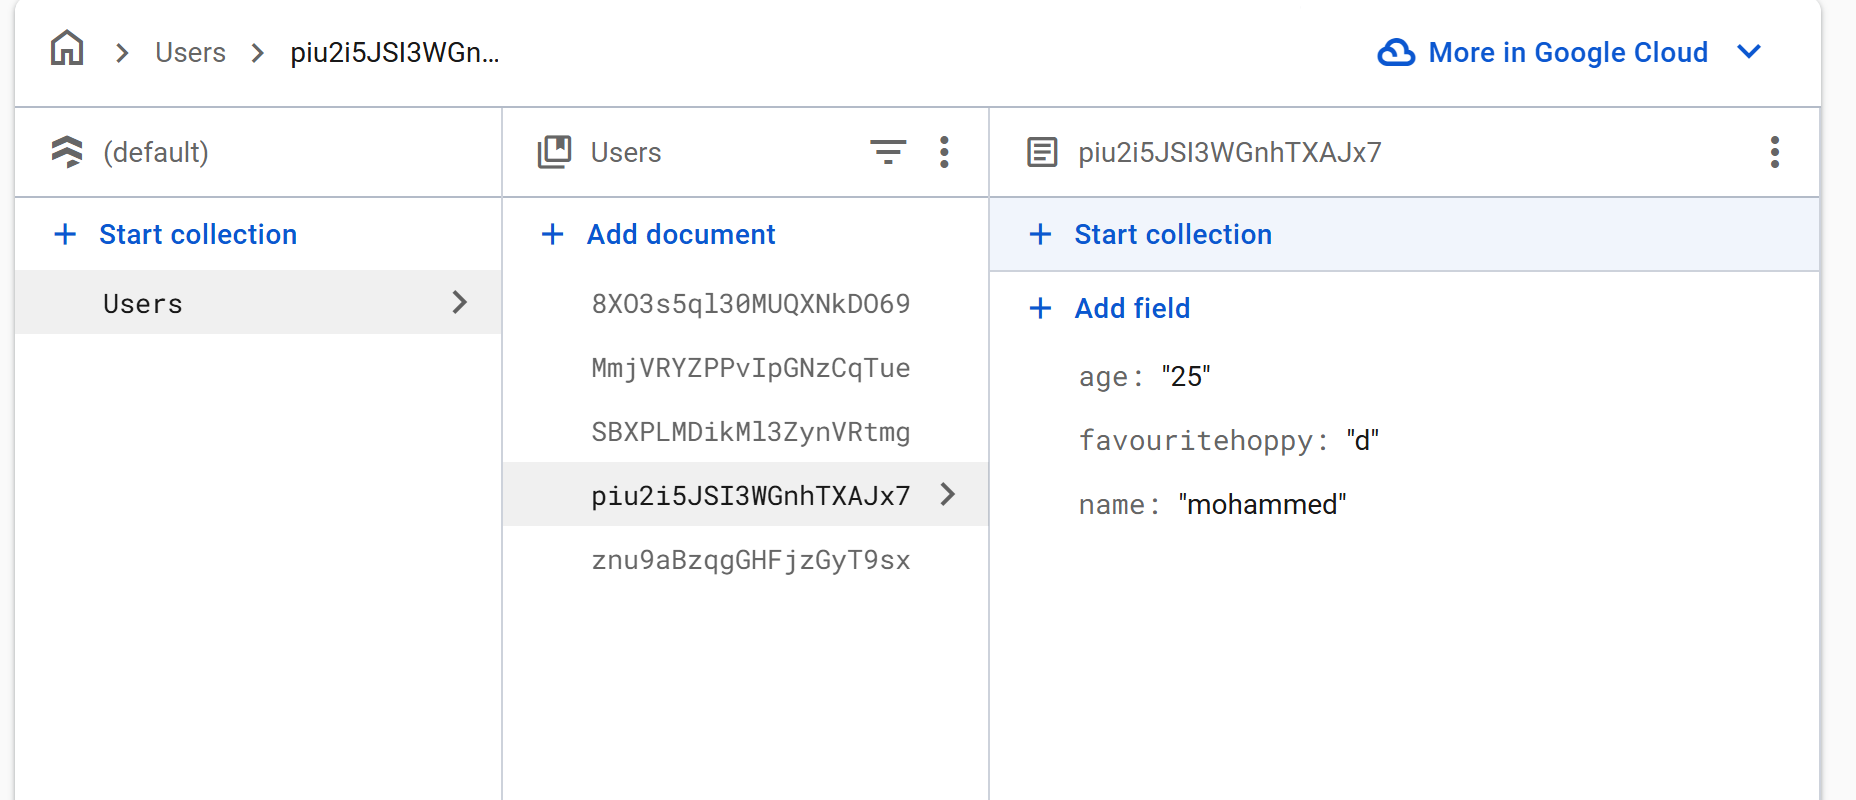 Users
piu2i5JSI3WGn...
More in Google Cloud
(default)
Users
piu2i5JSI3WGnhTXAJx7
+ Start collection
+ Add document
+ Start collection
Users
8XO3s5ql30MUQXNkDO69
MmjVRYZPPvIpGNzCqTue
SBXPLMDikMl3ZynVRtmg
piu2i5JSI3WGnhTXAJx7
znu9aBzqgGHFjzGyT9sx
+ Add field
age: "25"
favouritehoppy: "d"
name: "mohammed"